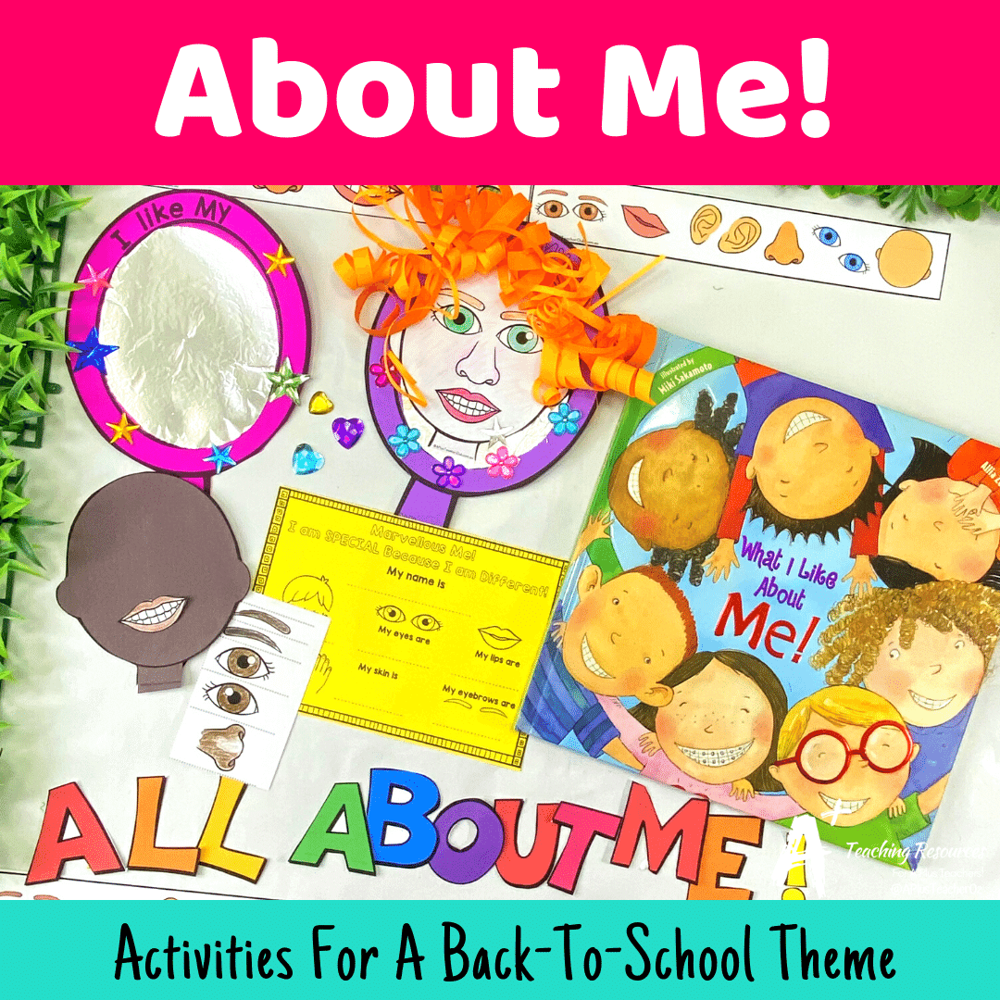 About Me!
I like MY
Illustrated by
Miki Sakamoto
What I Like
About
Me!
Marvellous Me!
I am SPECIAL Because I am Different!
My name is
My eyes are
My lips are
My skin is
My eyebrows are
ALL ABOUT ME!
A+
Teaching Resources
Activities For A Back-To-School Theme